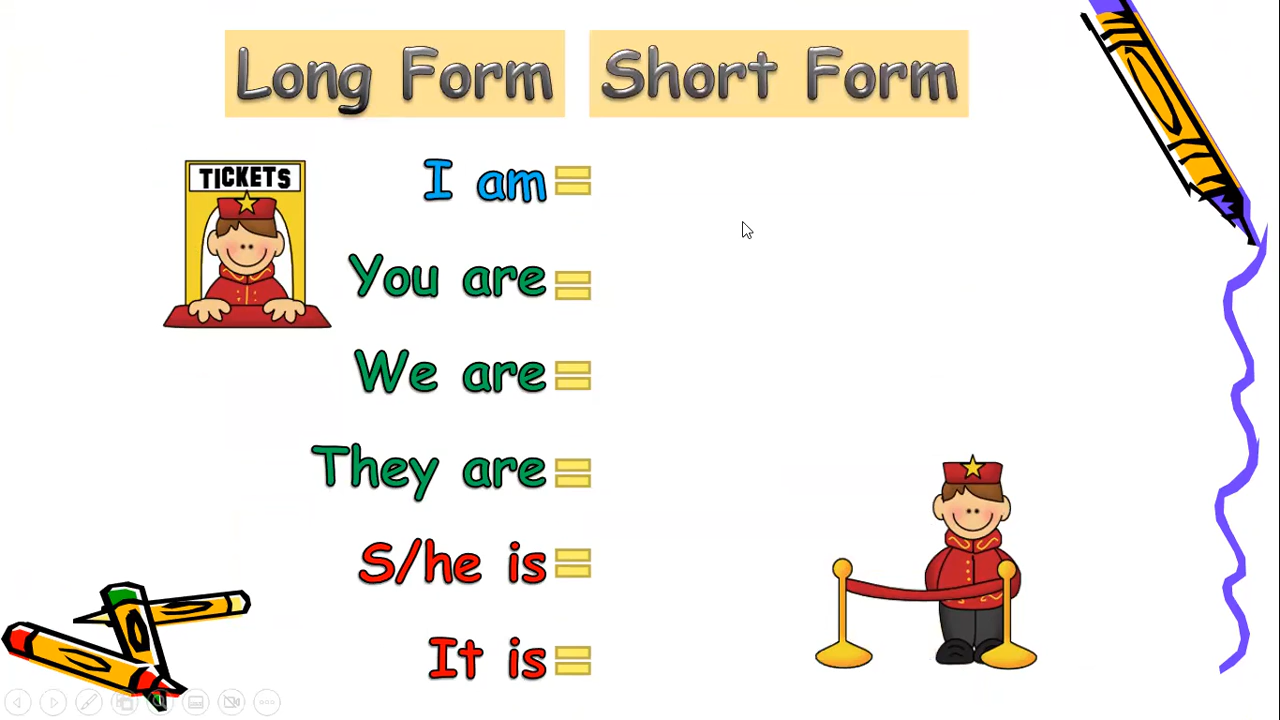 Long Form Short Form
TICKETS
I am =
You are =
We are =
They are =
S/he is =
It is =